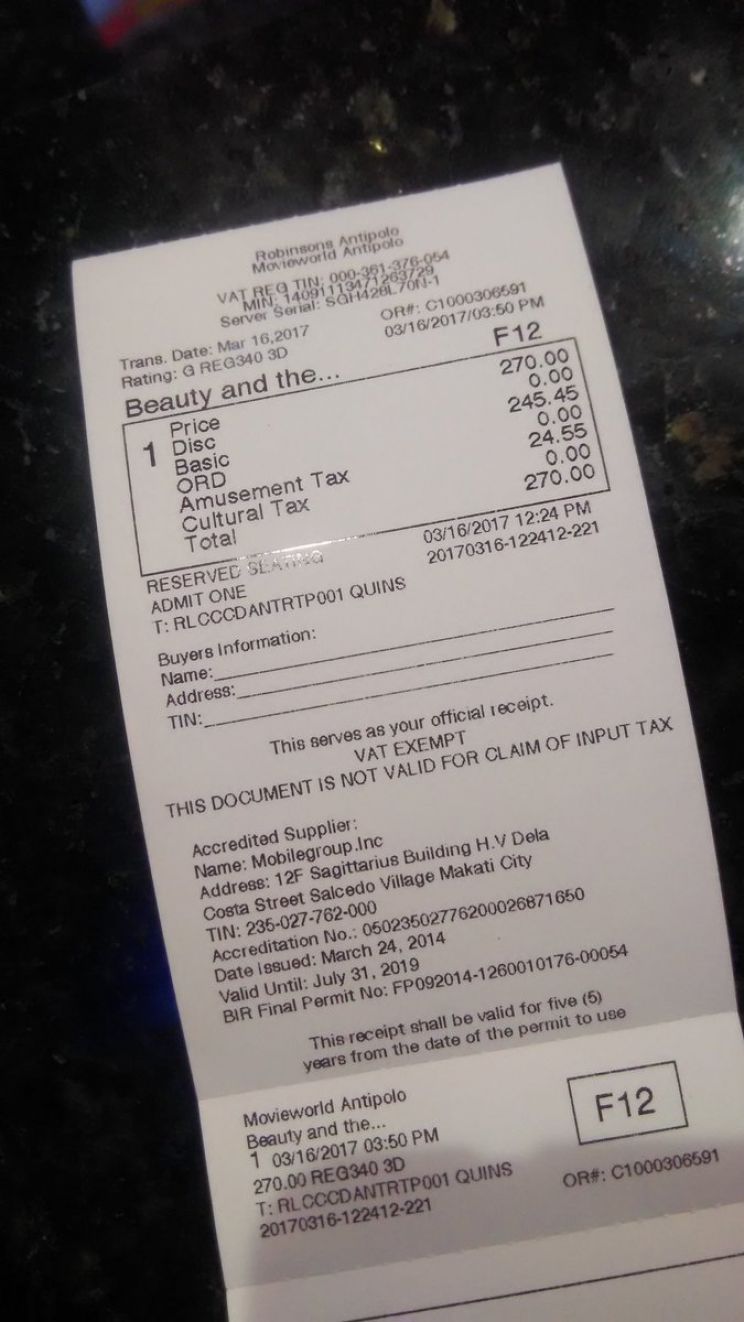 Robinsons Antipolo
Movieworld Antipolo
VAT REG TIN: 000-361-376-054
MIN: 14091113471263729
Server Serial: SGH428L70N-1
Trans. Date: Mar 16,2017 OR#: C1000306591
Rating: G REG340 3D 03/16/2017/03:50 PM
Beauty and the... F12
1 Price 270.00
Disc 0.00
Basic 245.45
ORD 0.00
Amusement Tax 24.55
Cultural Tax 0.00
Total 270.00
RESERVED SEATING 03/16/2017 12:24 PM
ADMIT ONE 20170316-122412-221
T: RLCCCDANTRTP001 QUINS
Buyers Information:
Name:
Address:
TIN:
This serves as your official receipt.
VAT EXEMPT
THIS DOCUMENT IS NOT VALID FOR CLAIM OF INPUT TAX
Accredited Supplier:
Name: Mobilegroup.Inc
Address: 12F Sagittarius Building H.V Dela
Costa Street Salcedo Village Makati City
TIN: 235-027-762-000
Accreditation No.: 05023502776200026871650
Date Issued: March 24, 2014
Valid Until: July 31, 2019
BIR Final Permit No: FP092014-1260010176-00054
This receipt shall be valid for five (5)
years from the date of the permit to use
Movieworld Antipolo
Beauty and the...
1 03/16/2017 03:50 PM
F12
270.00 REG340 3D
T: RLCCCDANTRTP001 QUINS OR#: C1000306591
20170316-122412-221